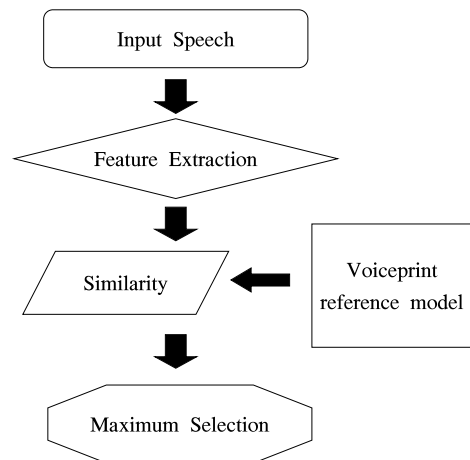 Input Speech
Feature Extraction
Similarity
Voiceprint
reference model
Maximum Selection